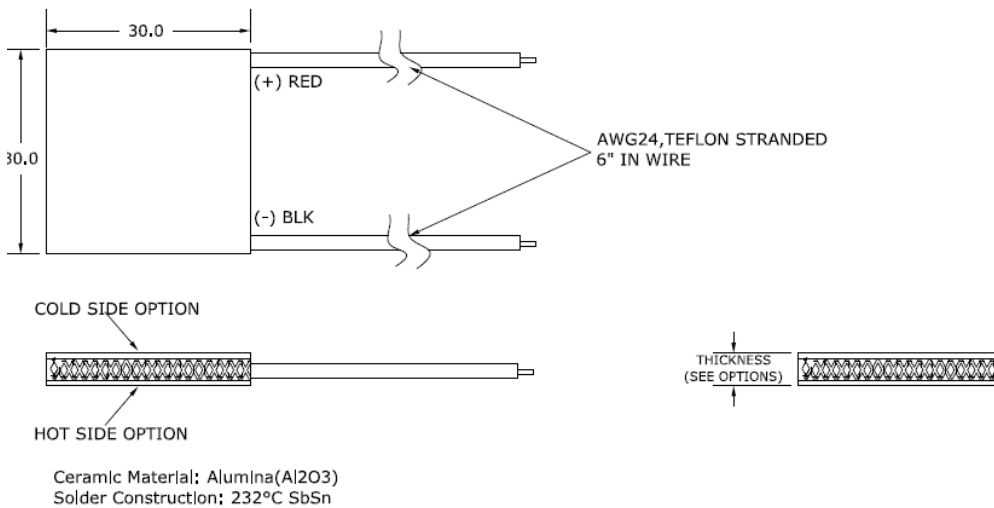 30.0
(+) RED
30.0
AWG24,TEFLON STRANDED
6" IN WIRE
(-) BLK
COLD SIDE OPTION
THICKNESS
(SEE OPTIONS)
HOT SIDE OPTION
Ceramic Material: Alumina(Al2O3)
Solder Construction: 232°C SbSn